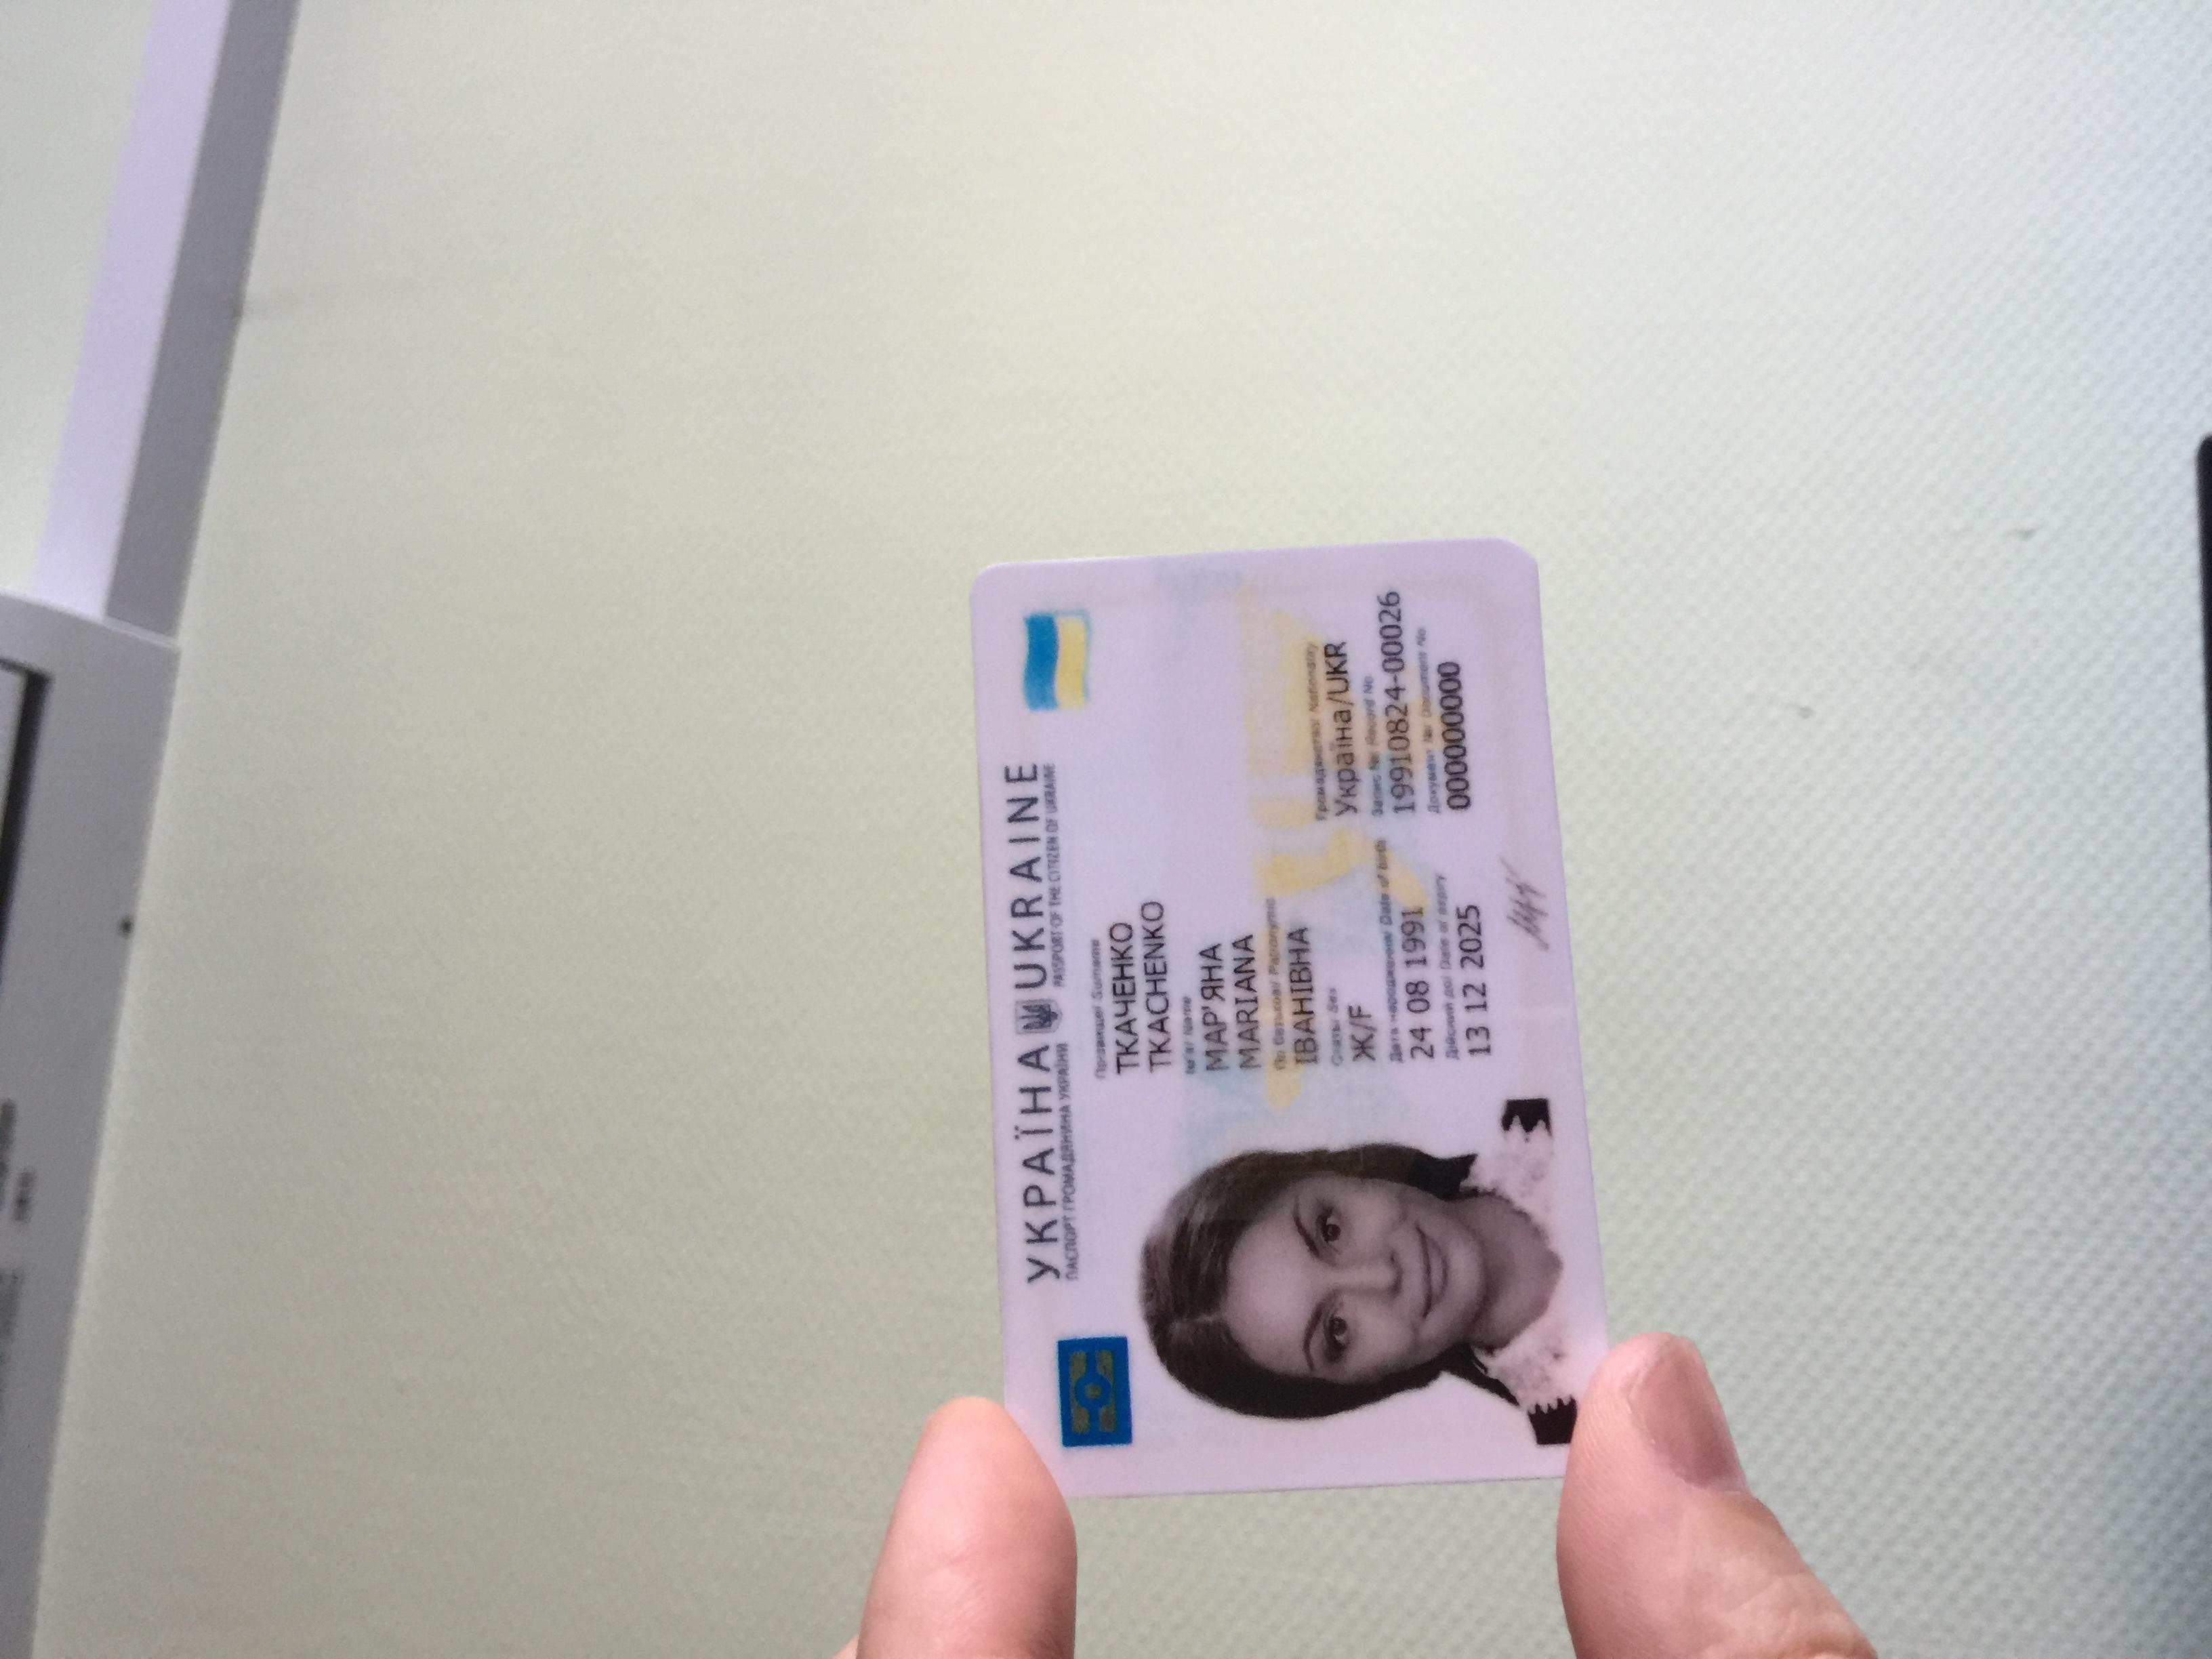 УКРАЇНА UKRAINE
ПАСПОРТ ГРОМАДЯНИНА УКРАЇНИ PASSPORT OF THE CITIZEN OF UKRAINE
Прізвище/ Surname
ТКАЧЕНКО
TKACHENKO
Ім'я/ Name
МАР'ЯНА
MARIANA
По батькові/ Patronymic
ІВАНІВНА
Стать/ Sex
Ж/F
Громадянство/ Nationality
Україна/UKR
Дата народження/ Date of birth
24 08 1991
Запис №/ Record No.
19910824-00026
Дійсний до/ Date of expiry
13 12 2025
Документ №/ Document No.
000000000